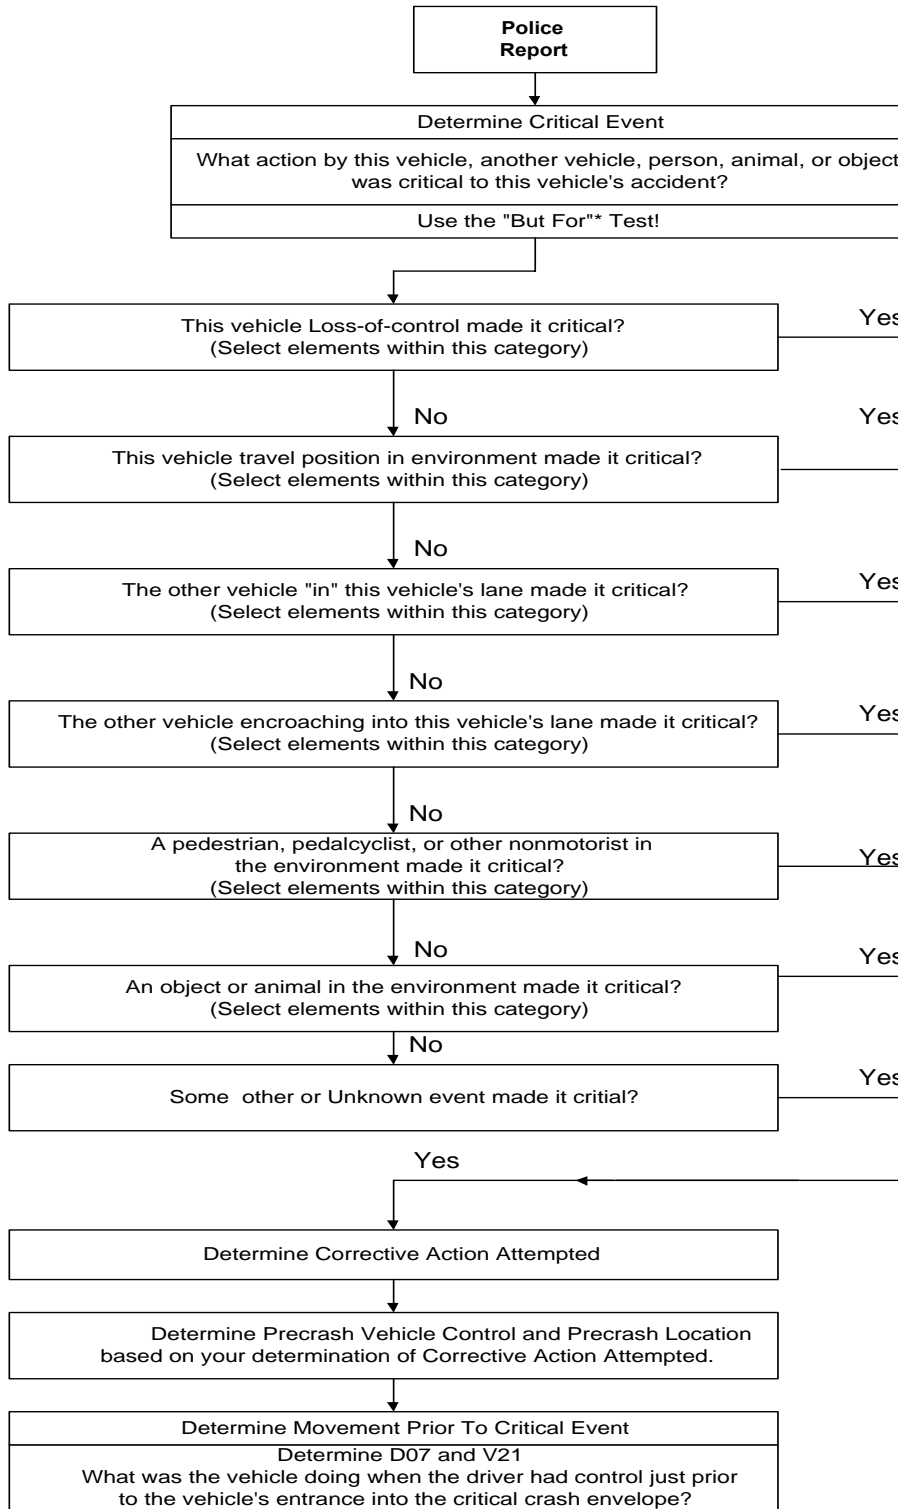 Police
Report
Determine Critical Event
What action by this vehicle, another vehicle, person, animal, or object
was critical to this vehicle's accident?
Use the "But For"* Test!
This vehicle Loss-of-control made it critical?
(Select elements within this category)
Yes
No
Yes
This vehicle travel position in environment made it critical?
(Select elements within this category)
No
The other vehicle "in" this vehicle's lane made it critical?
(Select elements within this category)
Yes
No
The other vehicle encroaching into this vehicle's lane made it critical?
(Select elements within this category)
Yes
No
A pedestrian, pedalcyclist, or other nonmotorist in
the environment made it critical?
(Select elements within this category)
Yes
No
Yes
An object or animal in the environment made it critical?
(Select elements within this category)
No
Some other or Unknown event made it critial?
Yes
Yes
Determine Corrective Action Attempted
Determine Precrash Vehicle Control and Precrash Location
based on your determination of Corrective Action Attempted.
Determine Movement Prior To Critical Event
Determine D07 and V21
What was the vehicle doing when the driver had control just prior
to the vehicle's entrance into the critical crash envelope?